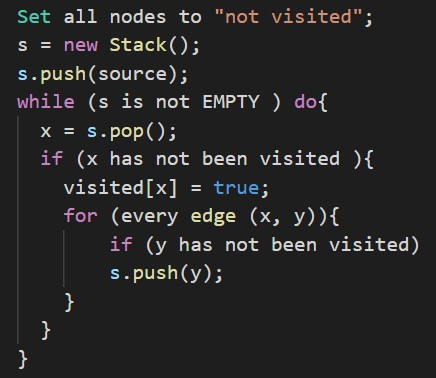 Set all nodes to "not visited";
s = new Stack();
s.push(source);
while (s is not EMPTY ) do{
x = s.pop();
if (x has not been visited ){
visited[x] = true;
for (every edge (x, y)){
if (y has not been visited)
s.push(y);
}
}
}